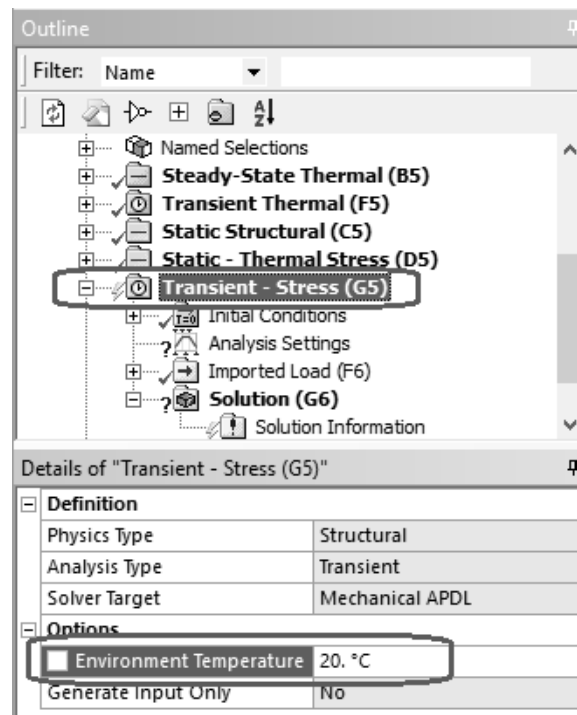 Outline
Filter: Name
Named Selections
Steady-State Thermal (B5)
Transient Thermal (F5)
Static Structural (C5)
Static - Thermal Stress (D5)
Transient - Stress (G5)
Initial Conditions
Analysis Settings
Imported Load (F6)
Solution (G6)
Solution Information
Details of "Transient - Stress (G5)"
Definition
Physics Type Structural
Analysis Type Transient
Solver Target Mechanical APDL
Options
Environment Temperature 20. °C
Generate Input Only No